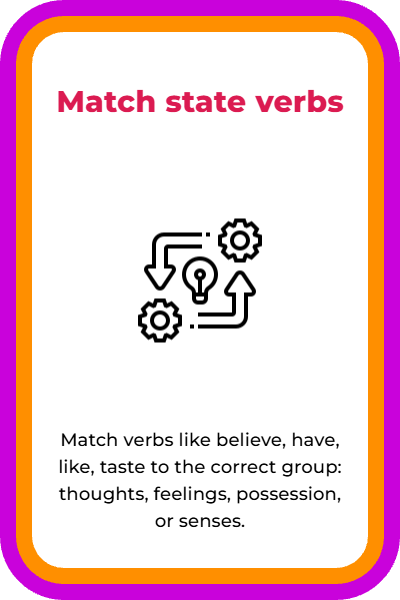 Match state verbs
Match verbs like believe, have,
like, taste to the correct group:
thoughts, feelings, possession,
or senses.